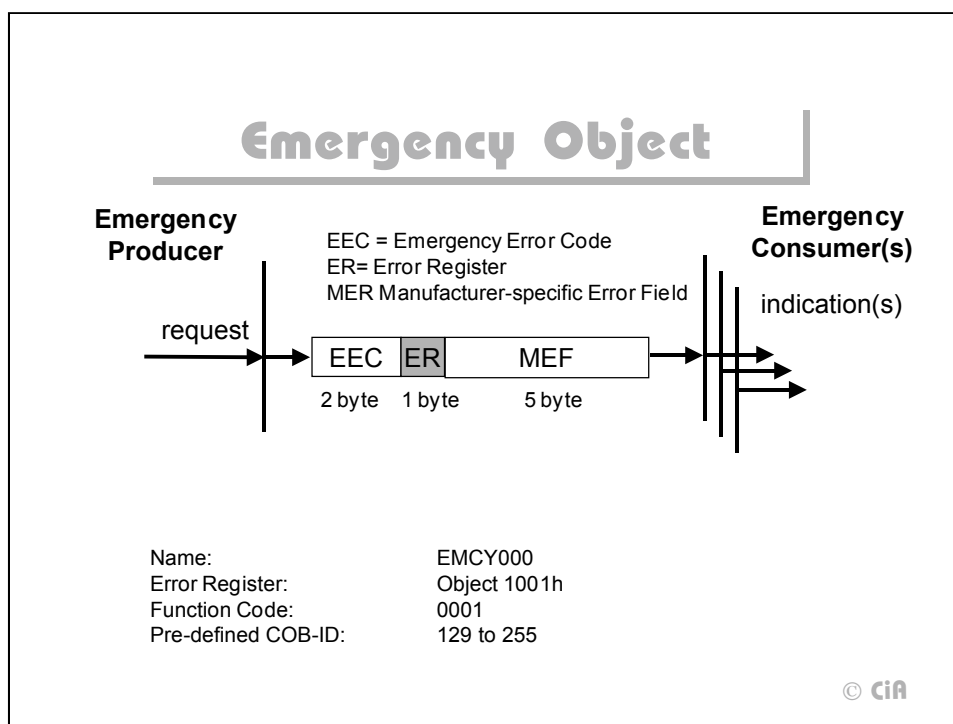 Emergency Object
Emergency
Producer
Emergency
Consumer(s)
EEC = Emergency Error Code
ER= Error Register
MER Manufacturer-specific Error Field
indication(s)
request
EEC ER MEF
2 byte 1 byte 5 byte
Name: EMCY000
Error Register: Object 1001h
Function Code: 0001
Pre-defined COB-ID: 129 to 255
© CiA